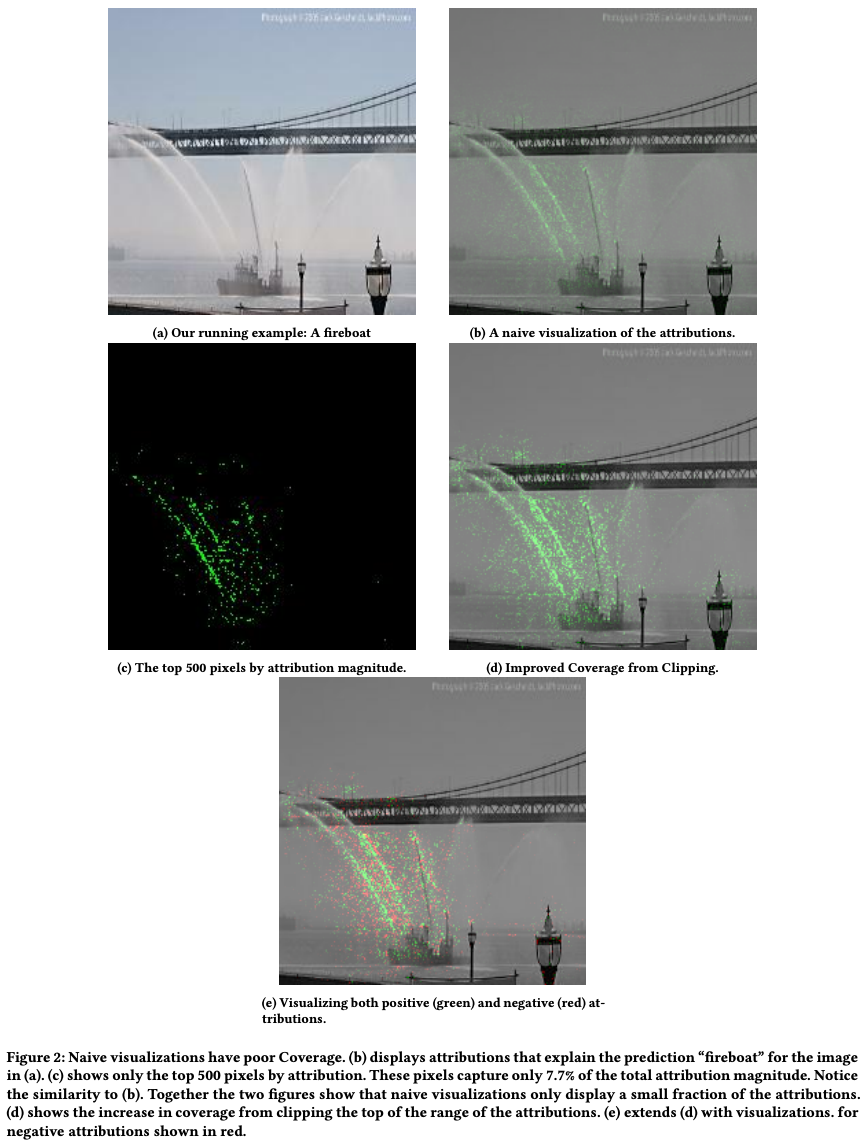 (a) Our running example: A fireboat
(b) A naive visualization of the attributions.
(c) The top 500 pixels by attribution magnitude.
(d) Improved Coverage from Clipping.
(e) Visualizing both positive (green) and negative (red) at-
tributions.
Figure 2: Naive visualizations have poor Coverage. (b) displays attributions that explain the prediction “fireboat” for the image
in (a). (c) shows only the top 500 pixels by attribution. These pixels capture only 7.7% of the total attribution magnitude. Notice
the similarity to (b). Together the two figures show that naive visualizations only display a small fraction of the attributions.
(d) shows the increase in coverage from clipping the top of the range of the attributions. (e) extends (d) with visualizations. for
negative attributions shown in red.